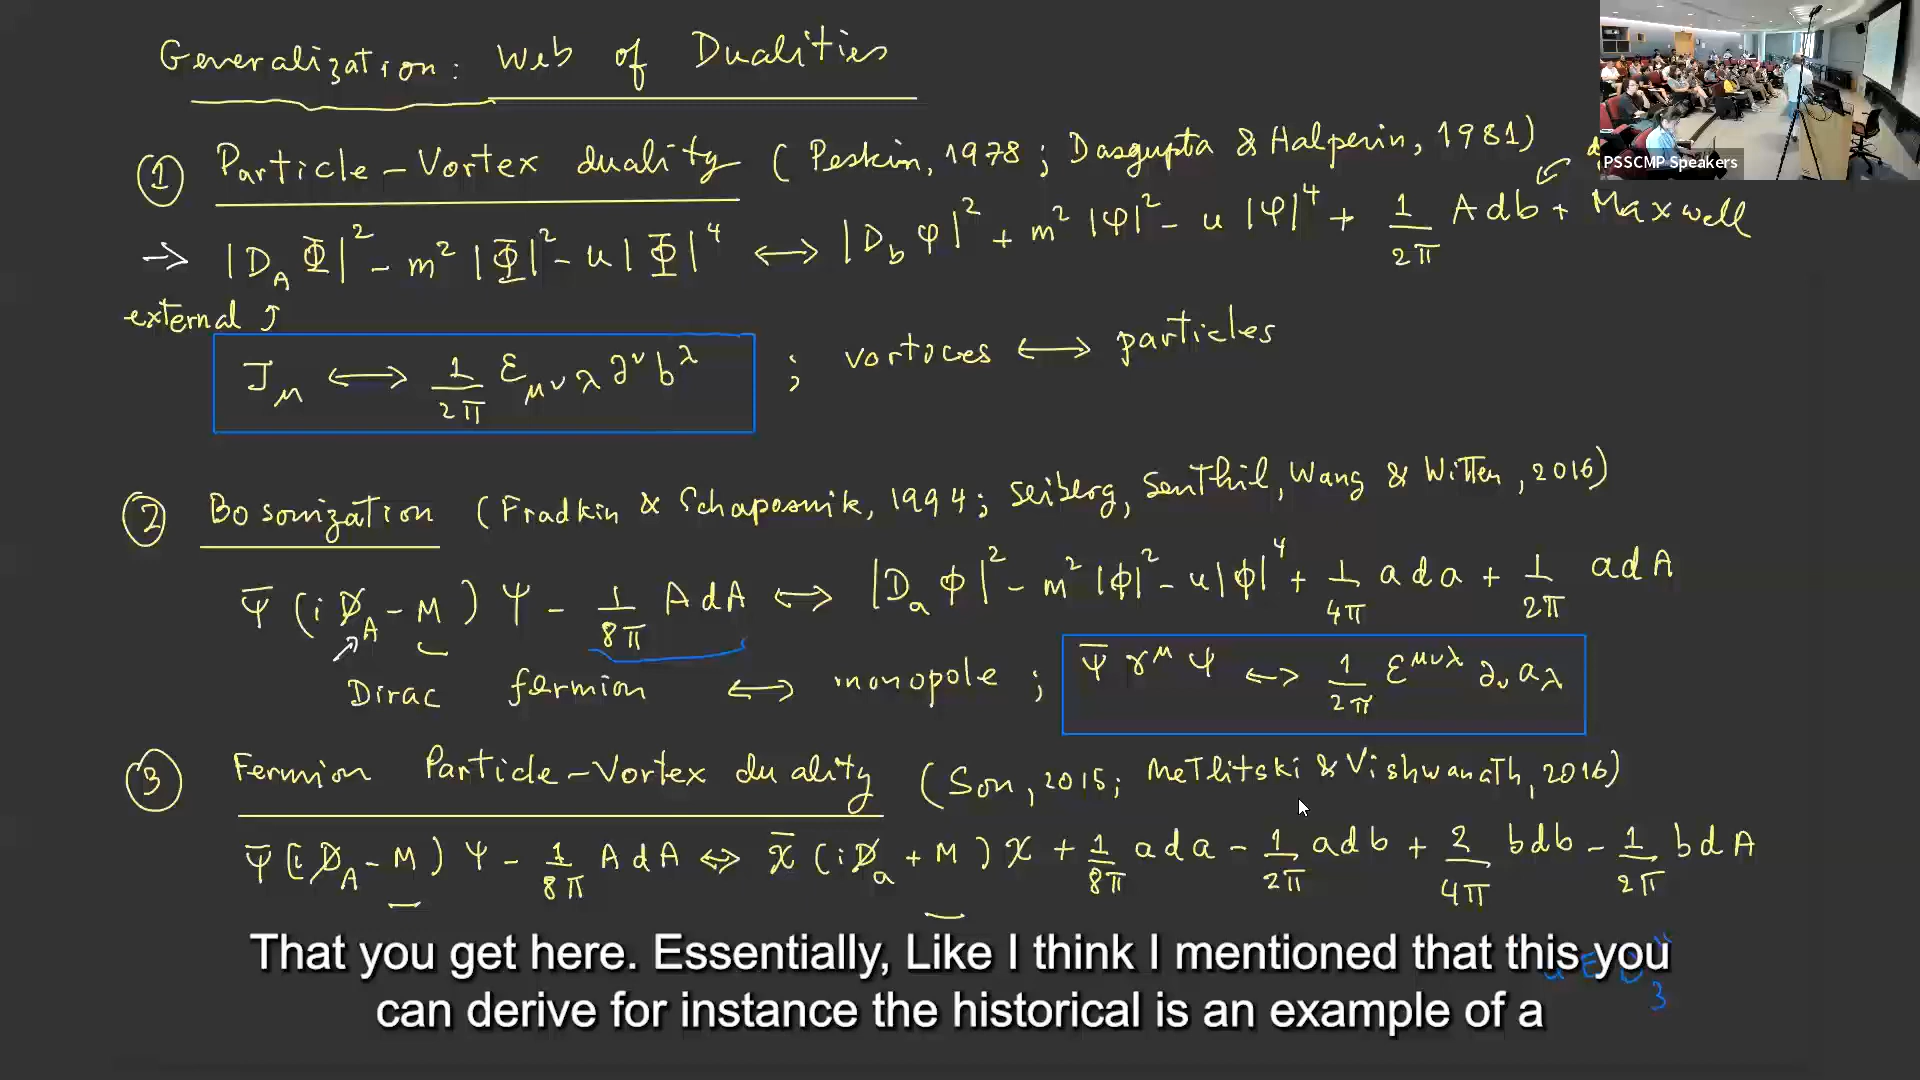 Generalization: Web of Dualities
① Particle-Vortex duality (Peskin, 1978; Dasgupta & Halperin, 1981)
PSSCMP Speakers
→ |D_A Φ|² - m² |Φ|² - u |Φ|⁴ ⟷ |D_b φ|² + m² |φ|² - u |φ|⁴ + 1/2π Adb + Maxwell
external ↑
J_μ ⟷ 1/2π ε_μνλ ∂^ν b^λ ; vortices ⟷ particles
② Bosonization (Fradkin & Schaposnik, 1994; Seiberg, Senthil, Wang & Witten, 2016)
Ψ̄ (i D̸_A - M) Ψ - 1/8π AdA ⟷ |D_a ϕ|² - m² |ϕ|² - u |ϕ|⁴ + 1/4π ada + 1/2π adA
Dirac fermion ⟷ monopole ; Ψ̄ γ^μ Ψ ⟷ 1/2π ε^μνλ ∂_ν a_λ
③ Fermion Particle-Vortex duality (Son, 2015; Metlitski & Vishwanath, 2016)
Ψ̄ [i D̸_A - M) Ψ - 1/8π AdA ⟷ χ̄ (i D̸_a + M) χ + 1/8π ada - 1/2π adb + 2/4π bdb - 1/2π bdA
That you get here. Essentially, Like I think I mentioned that this you
can derive for instance the historical is an example of a